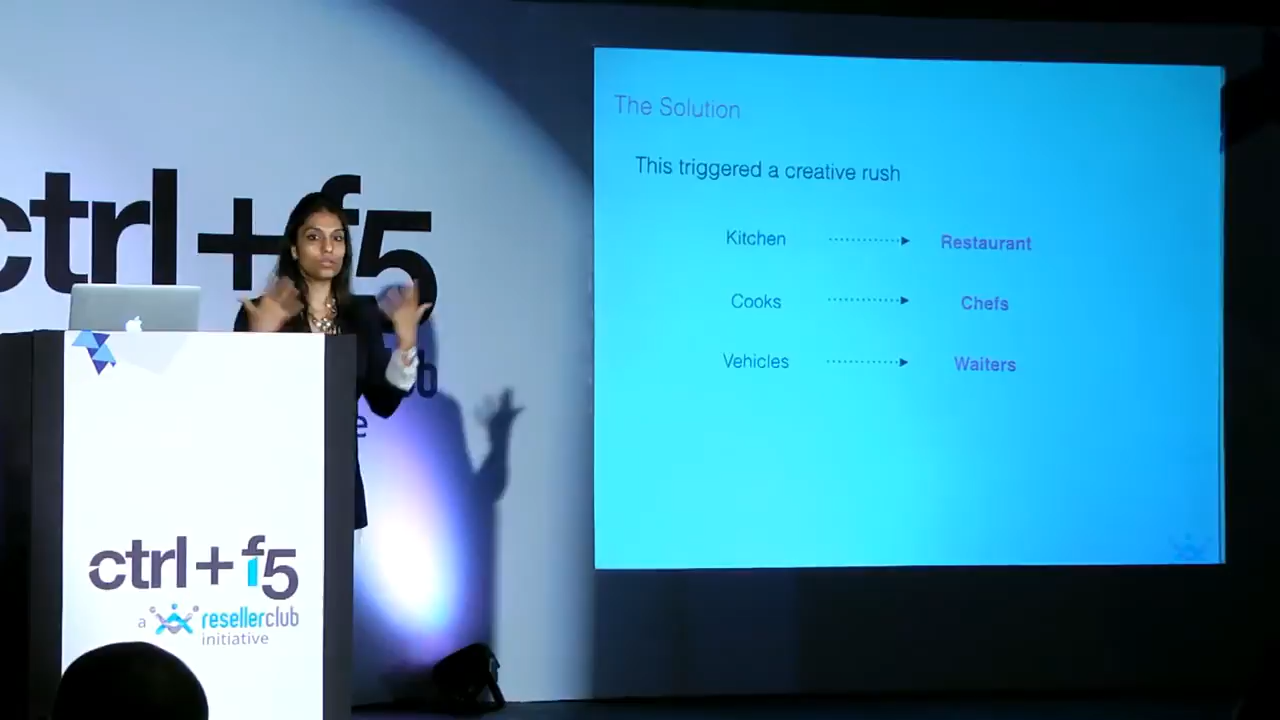 ctrl + f5
e
The Solution
This triggered a creative rush
Kitchen Restaurant
Cooks Chefs
Vehicles Waiters
ctrl + f5
a resellerclub
initiative